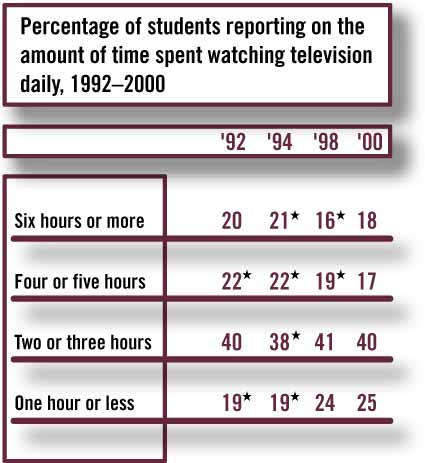 Percentage of students reporting on the
amount of time spent watching television
daily, 1992–2000
'92 '94 '98 '00
Six hours or more 20 21★ 16★ 18
Four or five hours 22★ 22★ 19★ 17
Two or three hours 40 38★ 41 40
One hour or less 19★ 19★ 24 25